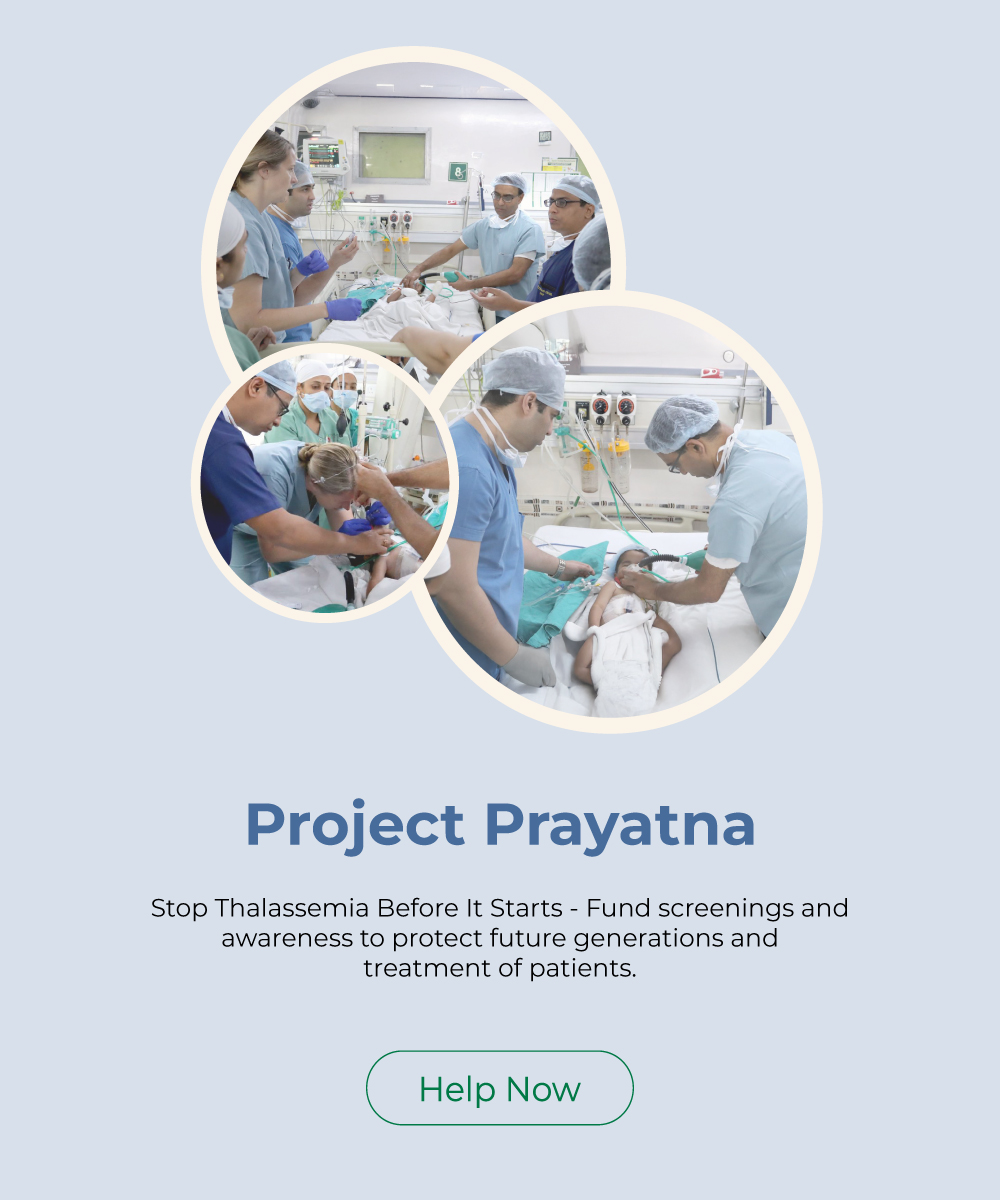 8
Project Prayatna
Stop Thalassemia Before It Starts - Fund screenings and
awareness to protect future generations and
treatment of patients.
Help Now